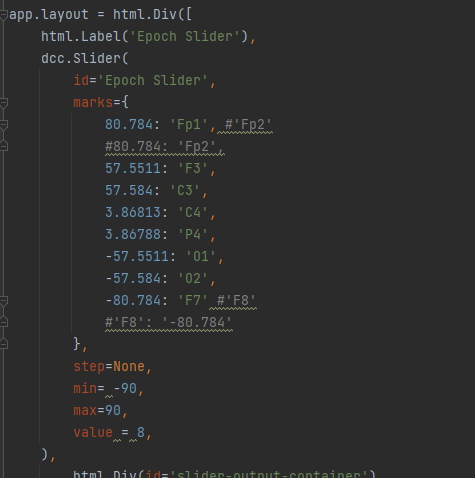 app.layout = html.Div([
    html.Label('Epoch Slider'),
    dcc.Slider(
        id='Epoch Slider',
        marks={
            80.784: 'Fp1', #'Fp2'
            #80.784: 'Fp2',
            57.5511: 'F3',
            57.584: 'C3',
            3.86813: 'C4',
            3.86788: 'P4',
            -57.5511: 'O1',
            -57.584: 'O2',
            -80.784: 'F7' #'F8'
            #'F8': '-80.784'
        },
        step=None,
        min= -90,
        max=90,
        value = 8,
    ),
        html.Div(id='slider-output-container')